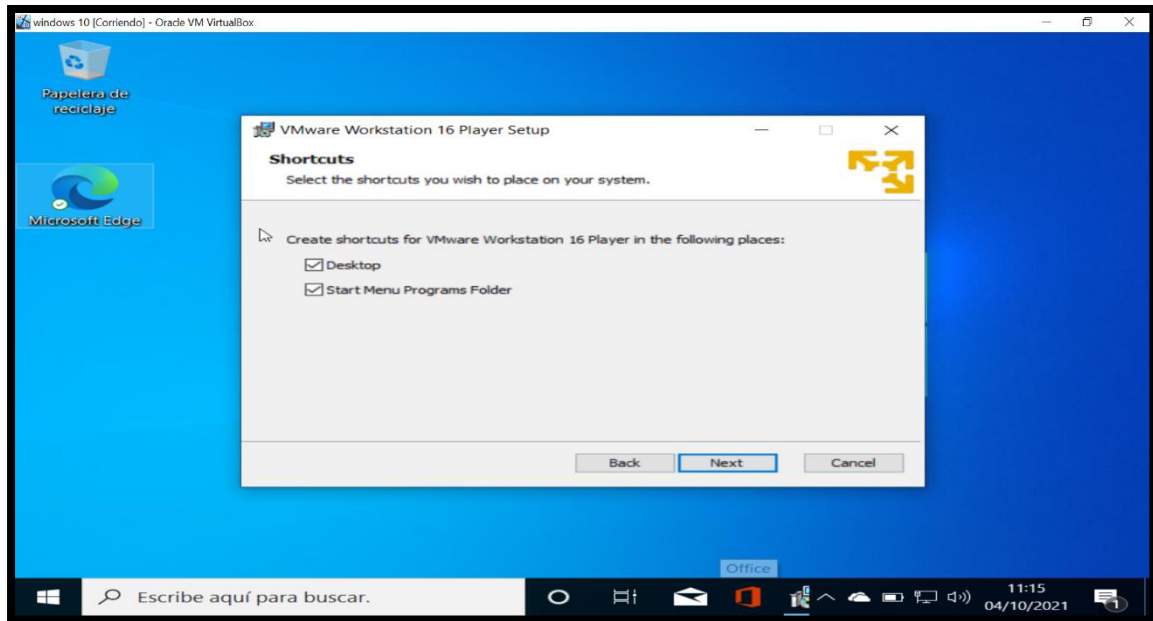 windows 10 [Corriendo] - Oracle VM VirtualBox
Papelera de
reciclaje
Microsoft Edge
VMware Workstation 16 Player Setup
Shortcuts
Select the shortcuts you wish to place on your system.
Create shortcuts for VMware Workstation 16 Player in the following places:
Desktop
Start Menu Programs Folder
Back Next Cancel
Office
Escribe aquí para buscar.
11:15
04/10/2021
1